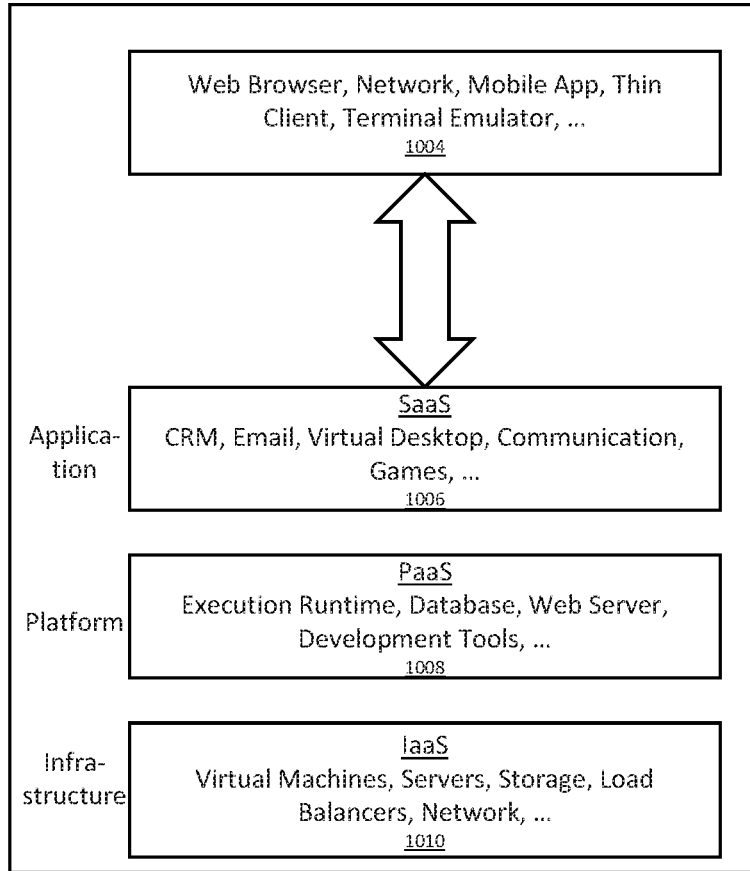 Web Browser, Network, Mobile App, Thin
Client, Terminal Emulator, ...
1004
SaaS
Applica-
tion
CRM, Email, Virtual Desktop, Communication,
Games, ...
1006
PaaS
Platform
Execution Runtime, Database, Web Server,
Development Tools, ...
1008
IaaS
Infra-
structure
Virtual Machines, Servers, Storage, Load
Balancers, Network, ...
1010